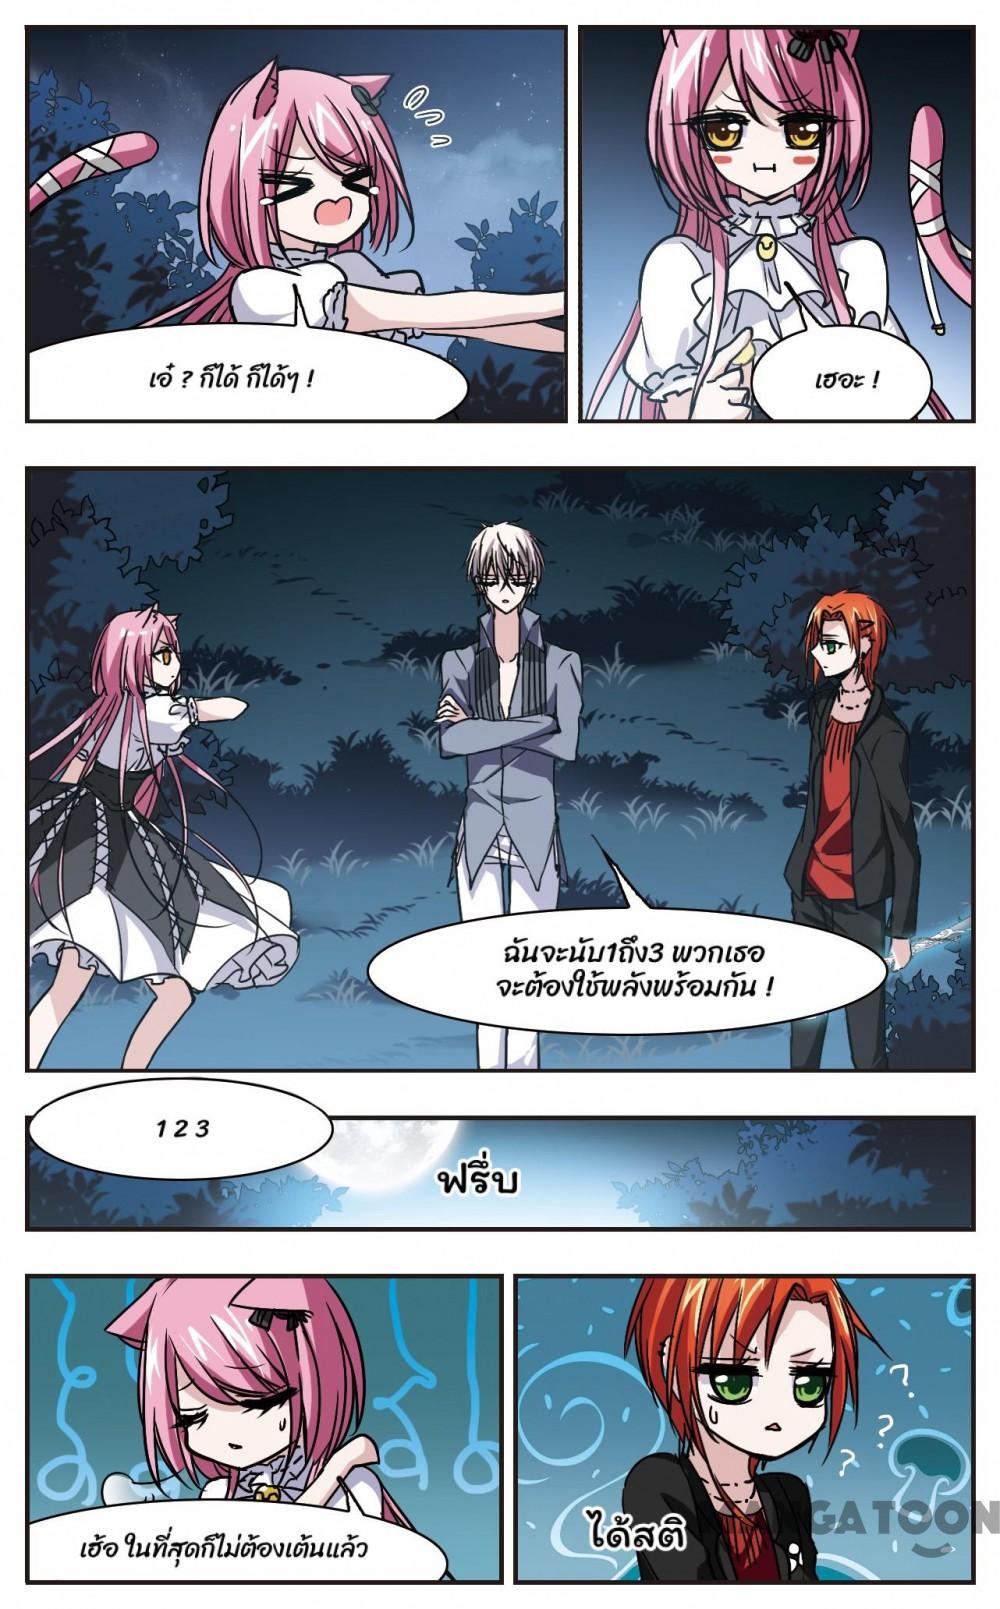 เอ๋ ? ก็ได้ ก็ได้ๆ !
เฮอะ !
ฉันจะนับ1ถึง3 พวกเธอ
จะต้องใช้พลังพร้อมกัน !
1 2 3
ฟรึ่บ
เฮ้อ ในที่สุดก็ไม่ต้องเต้นแล้ว
? ? ?
ได้สติ
MANGATOON